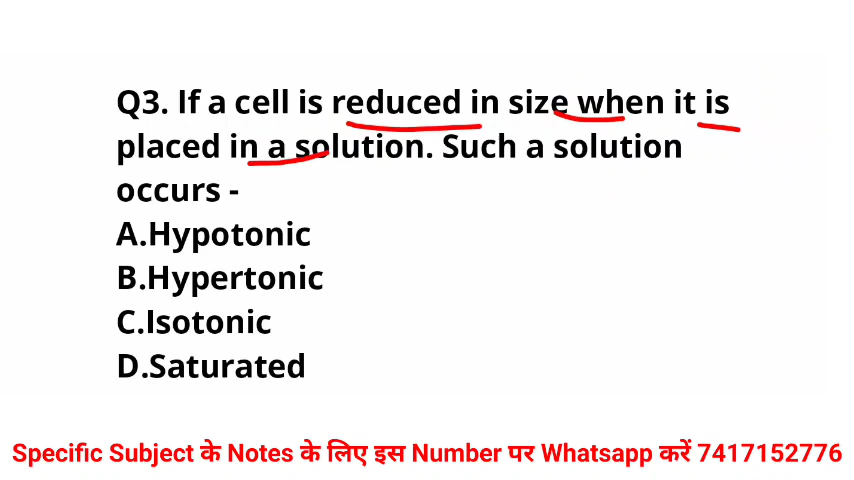 Q3. If a cell is reduced in size when it is
placed in a solution. Such a solution
occurs -
A.Hypotonic
B.Hypertonic
C.Isotonic
D.Saturated
Specific Subject के Notes के लिए इस Number पर Whatsapp करें 7417152776